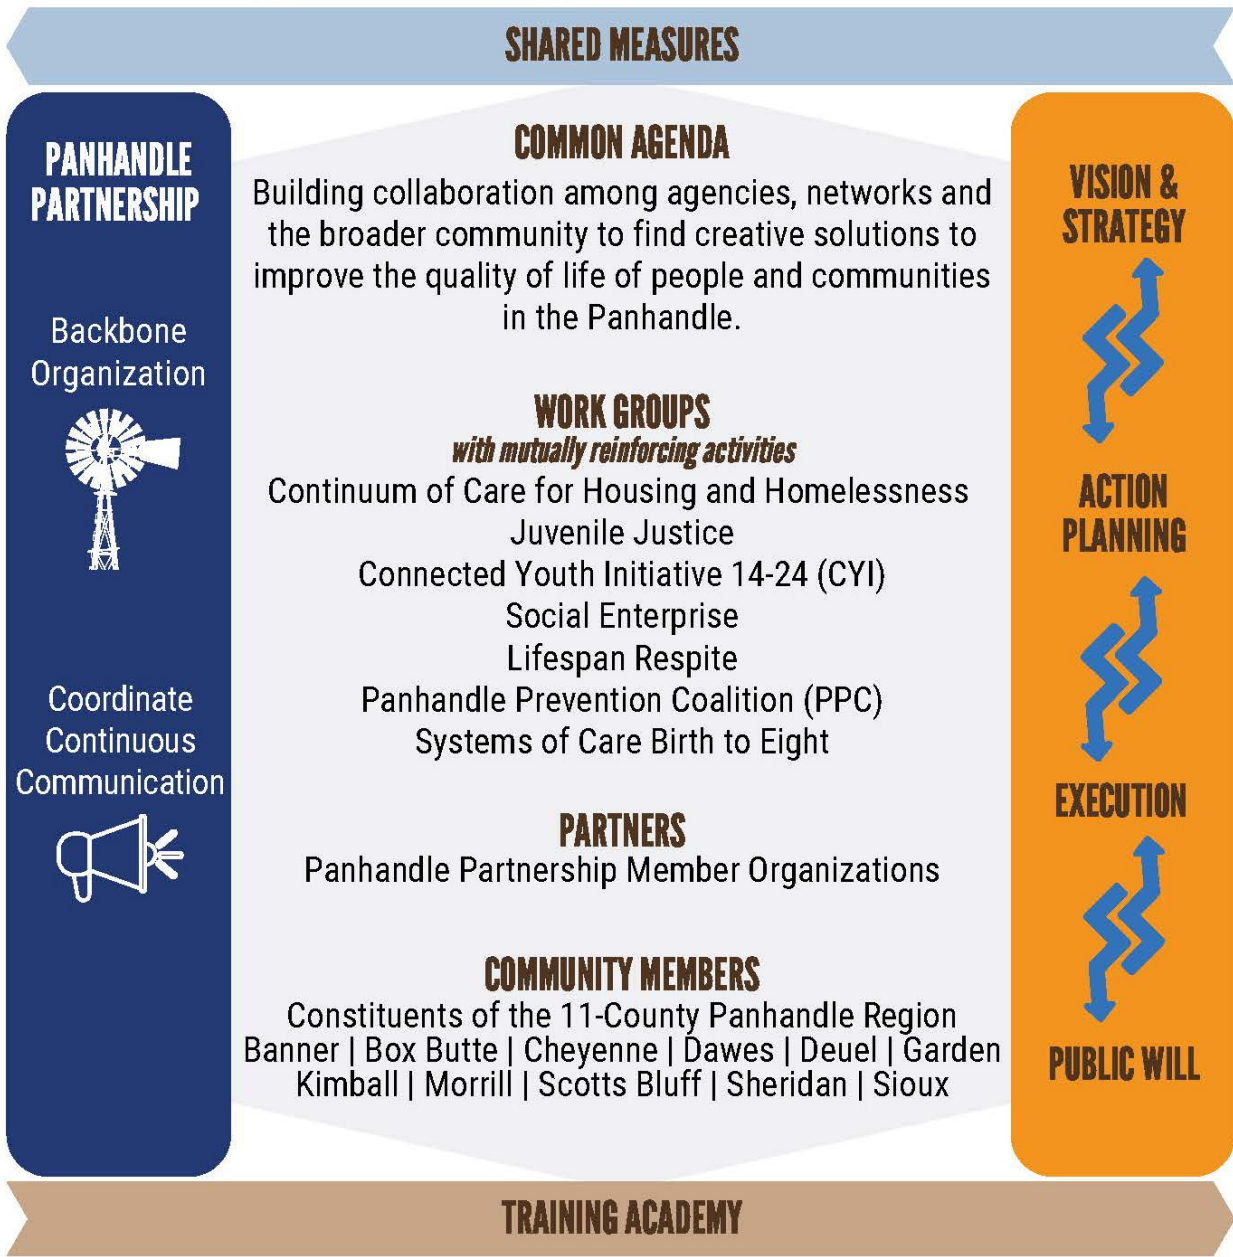 SHARED MEASURES
PANHANDLE
PARTNERSHIP
Backbone
Organization
Coordinate
Continuous
Communication
COMMON AGENDA
Building collaboration among agencies, networks and
the broader community to find creative solutions to
improve the quality of life of people and communities
in the Panhandle.
WORK GROUPS
with mutually reinforcing activities
Continuum of Care for Housing and Homelessness
Juvenile Justice
Connected Youth Initiative 14-24 (CYI)
Social Enterprise
Lifespan Respite
Panhandle Prevention Coalition (PPC)
Systems of Care Birth to Eight
PARTNERS
Panhandle Partnership Member Organizations
COMMUNITY MEMBERS
Constituents of the 11-County Panhandle Region
Banner | Box Butte | Cheyenne | Dawes | Deuel | Garden
Kimball | Morrill | Scotts Bluff | Sheridan | Sioux
VISION &
STRATEGY
ACTION
PLANNING
EXECUTION
PUBLIC WILL
TRAINING ACADEMY